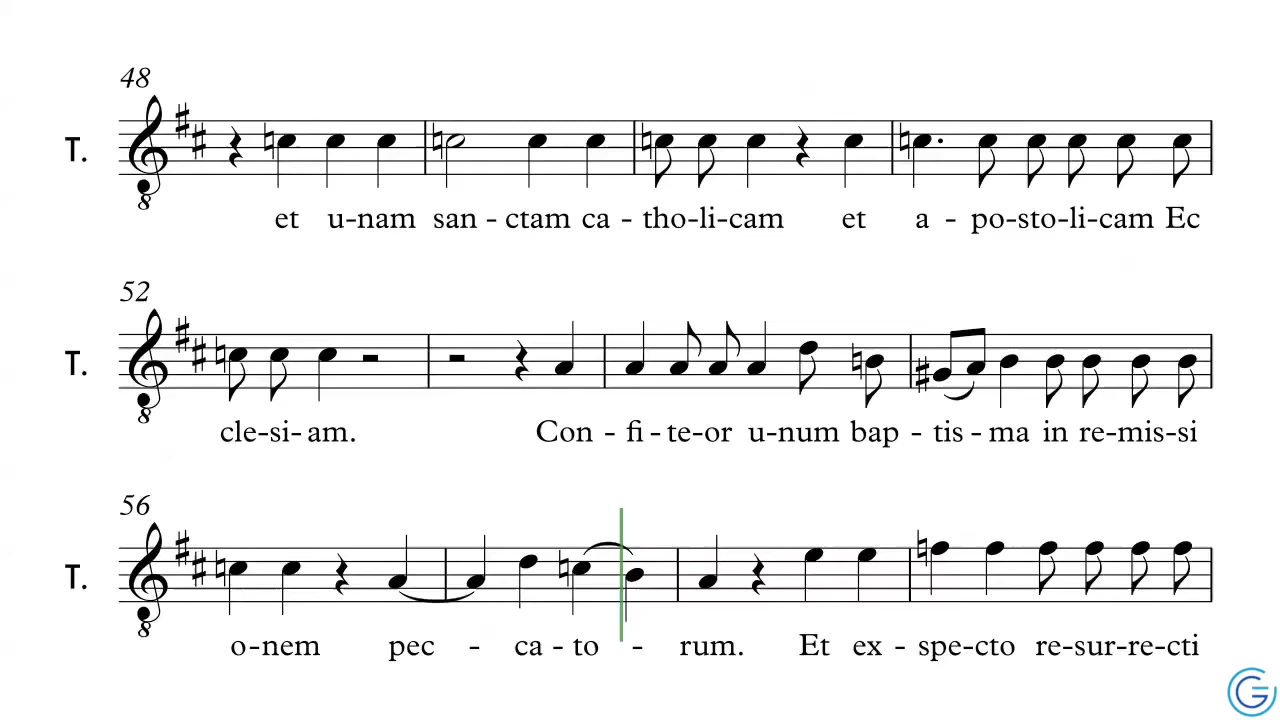 48
T.
et u-nam san - ctam ca - tho-li-cam et a - po-sto-li-cam Ec
52
T.
cle-si-am. Con - fi - te-or u-num bap - tis - ma in re-mis-si
56
T.
o-nem pec - ca - to - rum. Et ex - spe-cto re-sur-re-cti